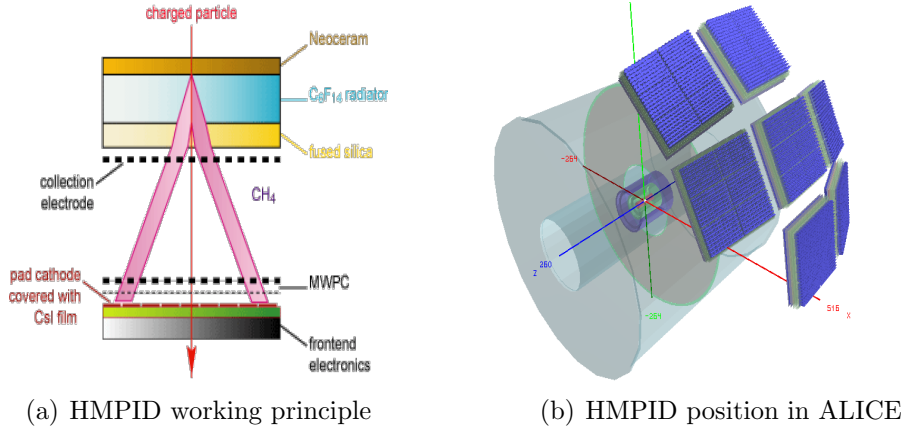 charged particle
Neoceram
C₆F₁₄ radiator
fused silica
collection
electrode
CH₄
pad cathode
covered with
CsI film
MWPC
frontend
electronics
-264
260
Z
-264
516
X
(a) HMPID working principle
(b) HMPID position in ALICE